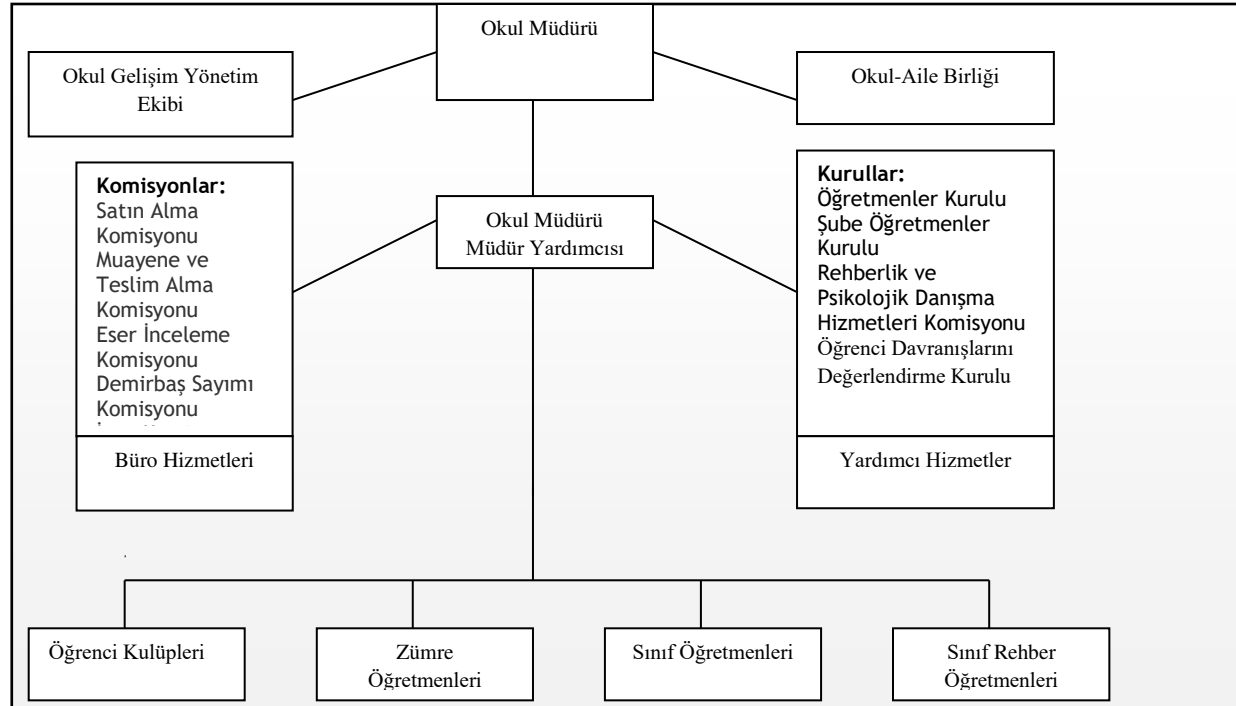 Okul Müdürü
Okul Gelişim Yönetim
Ekibi
Okul-Aile Birliği
Komisyonlar:
Satın Alma
Komisyonu
Muayene ve
Teslim Alma
Komisyonu
Eser İnceleme
Komisyonu
Demirbaş Sayımı
Komisyonu
Okul Müdürü
Müdür Yardımcısı
Kurullar:
Öğretmenler Kurulu
Şube Öğretmenler
Kurulu
Rehberlik ve
Psikolojik Danışma
Hizmetleri Komisyonu
Öğrenci Davranışlarını
Değerlendirme Kurulu
Büro Hizmetleri
Yardımcı Hizmetler
Öğrenci Kulüpleri
Zümre
Öğretmenleri
Sınıf Öğretmenleri
Sınıf Rehber
Öğretmenleri